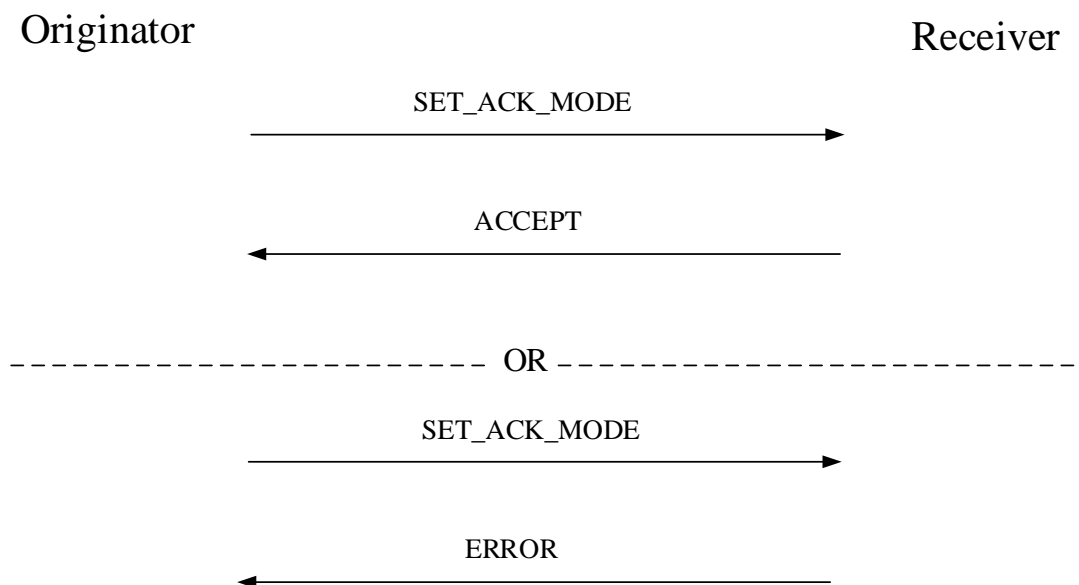 Originator
Receiver
SET_ACK_MODE
ACCEPT
OR
SET_ACK_MODE
ERROR